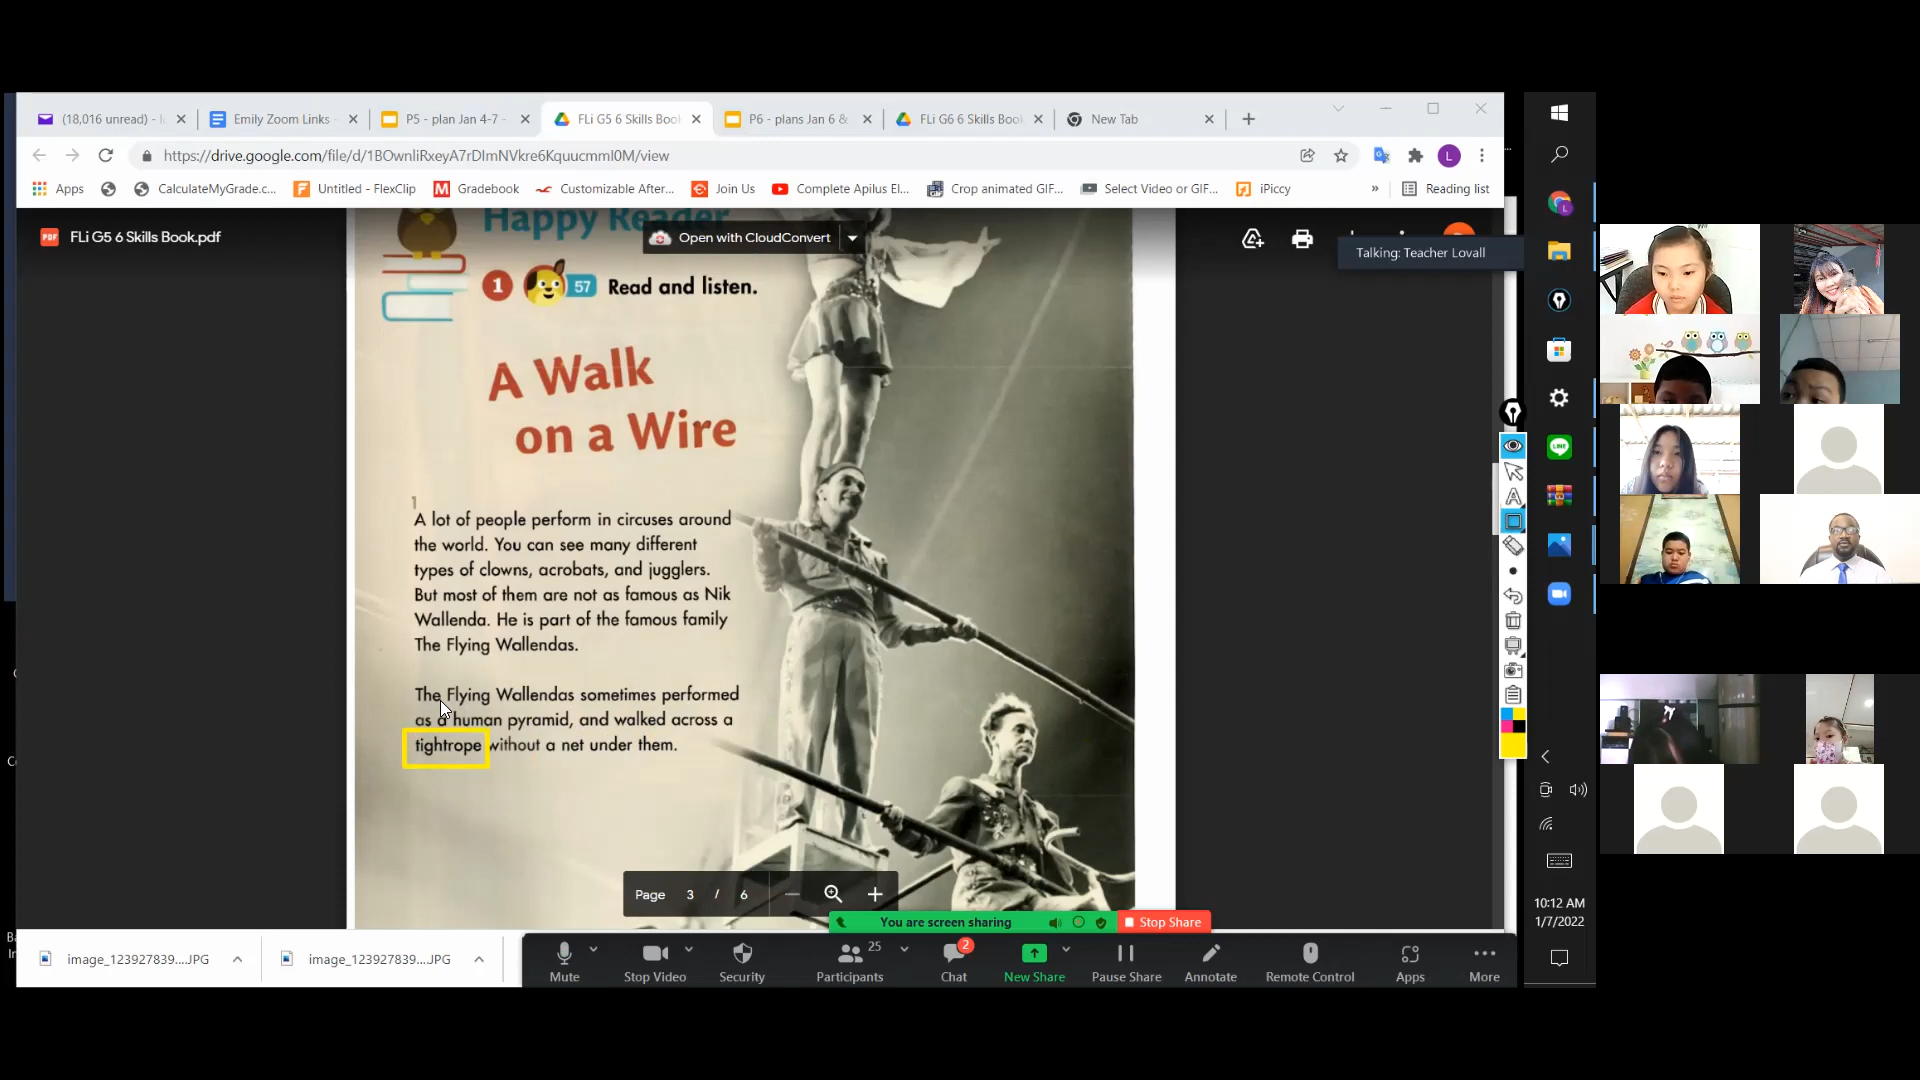 (18,016 unread) -
Emily Zoom Links -
P5 - plan Jan 4-7 -
FLi G5 6 Skills Book
P6 - plans Jan 6 &
FLi G6 6 Skills Book
New Tab
https://drive.google.com/file/d/1BOwnliRxeyA7rDImNVkre6KquucmmI0M/view
L
Apps
CalculateMyGrade.c...
Untitled - FlexClip
M Gradebook
Customizable After...
Join Us
Complete Apilus El...
Crop animated GIF...
Select Video or GIF...
iPiccy
»
Reading list
PDF FLi G5 6 Skills Book.pdf
Open with CloudConvert
Talking: Teacher Lovall
Happy Reader
1 57 Read and listen.
A Walk
on a Wire
1
A lot of people perform in circuses around
the world. You can see many different
types of clowns, acrobats, and jugglers.
But most of them are not as famous as Nik
Wallenda. He is part of the famous family
The Flying Wallendas.
The Flying Wallendas sometimes performed
as a human pyramid, and walked across a
tightrope without a net under them.
Page 3 / 6
You are screen sharing
Stop Share
image_123927839....JPG
image_123927839....JPG
Mute
Stop Video
Security
Participants 25
Chat 2
New Share
Pause Share
Annotate
Remote Control
Apps
More
LINE
10:12 AM
1/7/2022